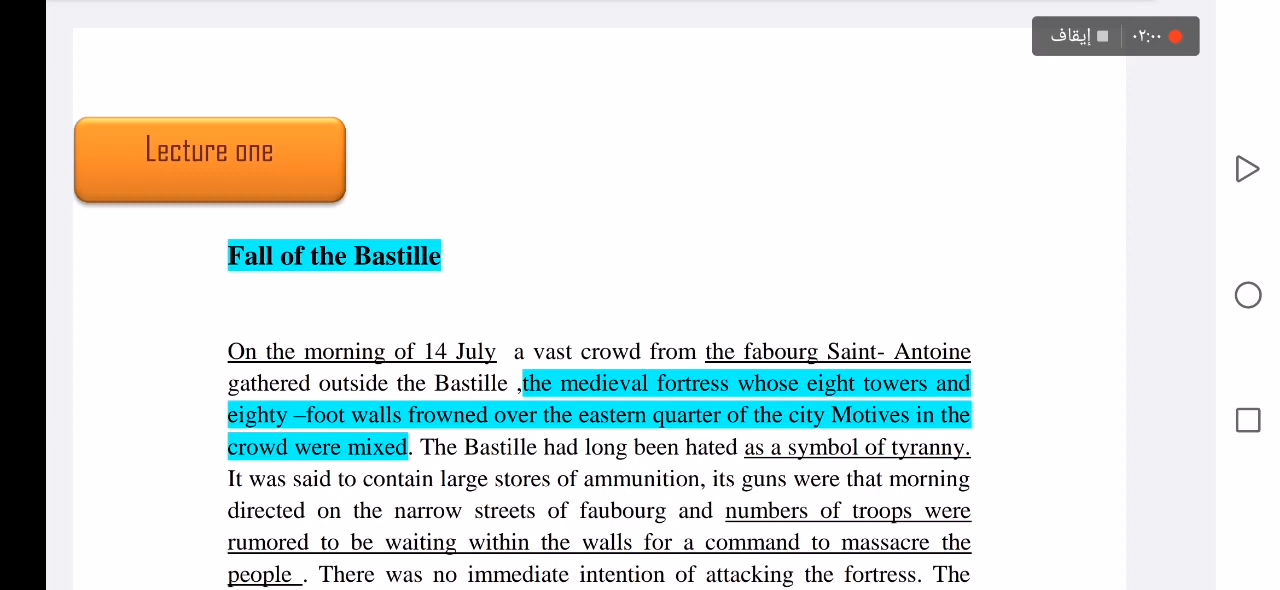 إيقاف ٠٢:٠٠
Lecture one
Fall of the Bastille
On the morning of 14 July a vast crowd from the fabourg Saint- Antoine
gathered outside the Bastille ,the medieval fortress whose eight towers and
eighty –foot walls frowned over the eastern quarter of the city Motives in the
crowd were mixed. The Bastille had long been hated as a symbol of tyranny.
It was said to contain large stores of ammunition, its guns were that morning
directed on the narrow streets of faubourg and numbers of troops were
rumored to be waiting within the walls for a command to massacre the
people . There was no immediate intention of attacking the fortress. The